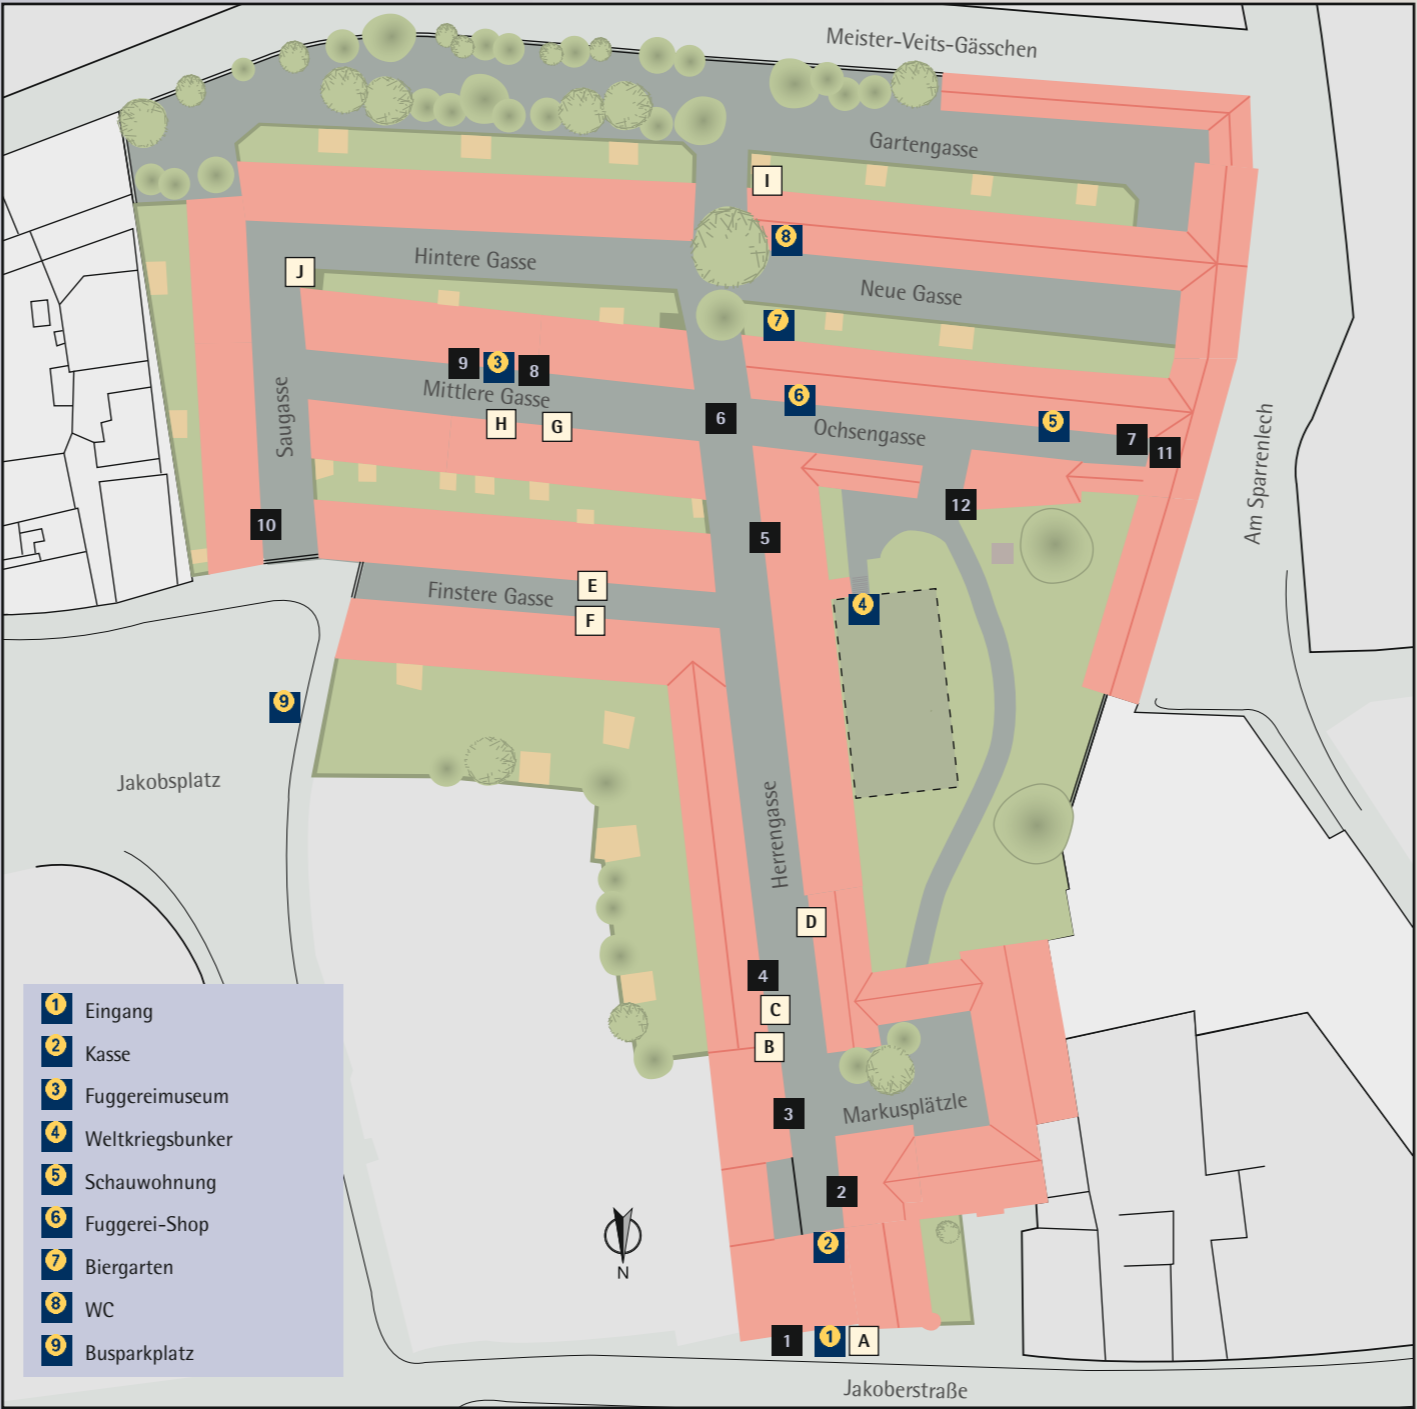 Meister-Veits-Gässchen
Gartengasse
I
8
Hintere Gasse
J
Neue Gasse
7
9
3
8
Mittlere Gasse
6
6
Ochsengasse
5
7
11
H
G
Saugasse
Am Sparrenlech
10
12
5
E
Finstere Gasse
F
4
9
Jakobsplatz
Herrengasse
D
4
C
B
3
Markusplätzle
2
2
N
1
1
A
Jakoberstraße
1 Eingang
2 Kasse
3 Fuggereimuseum
4 Weltkriegsbunker
5 Schauwohnung
6 Fuggerei-Shop
7 Biergarten
8 WC
9 Busparkplatz